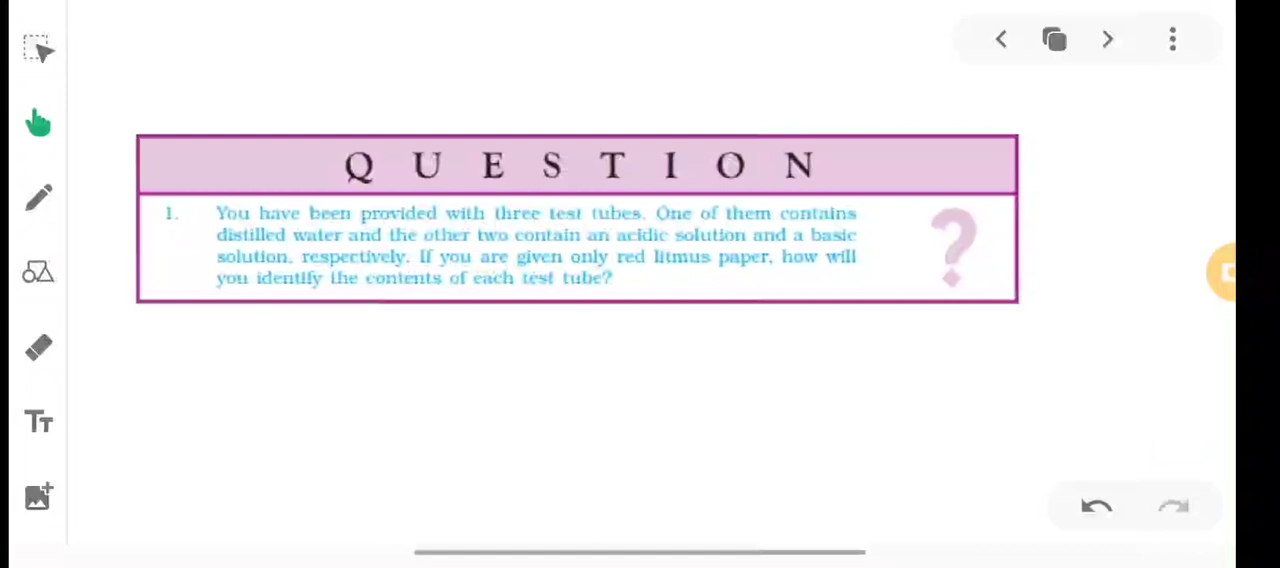 QUESTION
1. You have been provided with three test tubes. One of them contains
distilled water and the other two contain an acidic solution and a basic
solution, respectively. If you are given only red litmus paper, how will
you identify the contents of each test tube?
?
TT